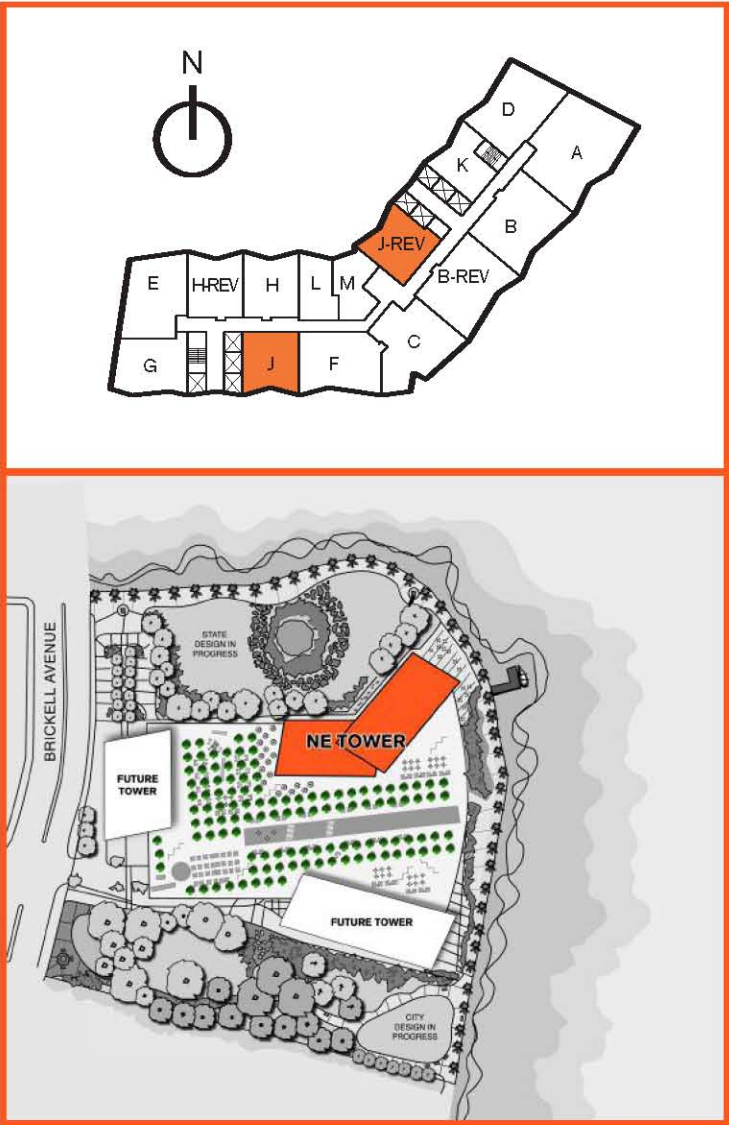 N
D
A
K
B
J-REV
B-REV
E
H-REV
H
L
M
C
G
J
F
BRICKELL AVENUE
STATE
DESIGN IN
PROGRESS
NE TOWER
FUTURE
TOWER
FUTURE TOWER
CITY
DESIGN IN
PROGRESS